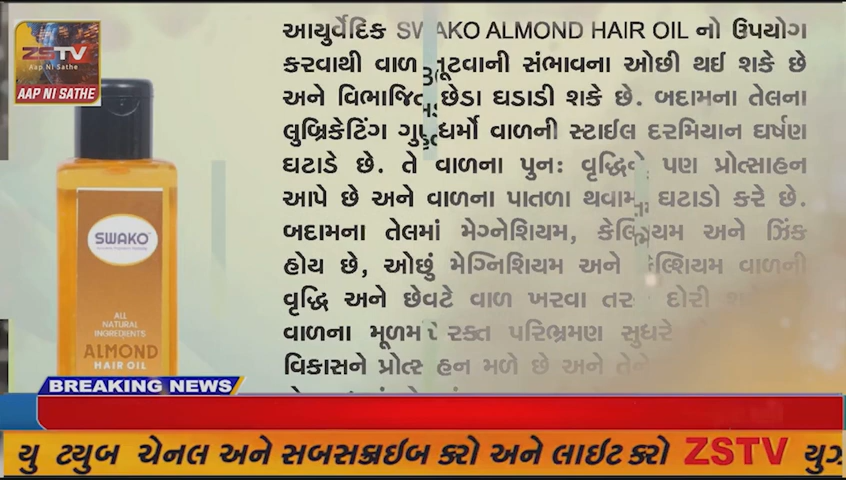 ZSTV
Aap Ni Sathe
AAP NI SATHE
આયુર્વેદિક SWAKO ALMOND HAIR OIL નો ઉપયોગ
કરવાથી વાળ તૂટવાની સંભાવના ઓછી થઈ શકે છે
અને વિભાજિત છેડા ઘડાડી શકે છે. બદામના તેલના
લુબ્રિકેટિંગ ગુણધર્મો વાળની સ્ટાઈલ દરમિયાન ઘર્ષણ
ઘટાડે છે. તે વાળના પુનઃ વૃદ્ધિને પણ પ્રોત્સાહન
આપે છે અને વાળના પાતળા થવામાં ઘટાડો કરે છે.
બદામના તેલમાં મેગ્નેશિયમ, કેલ્શિયમ અને ઝિંક
હોય છે, ઓછું મેગ્નિશિયમ અને કેલ્શિયમ વાળની
વૃદ્ધિ અને છેવટે વાળ ખરવા તરફ દોરી
વાળના મૂળમાં રક્ત પરિભ્રમણ સુધરે
વિકાસને પ્રોત્સાહન મળે છે અને
SWAKO
ALL
NATURAL
INGREDIENTS
ALMOND
HAIR OIL
BREAKING NEWS
યુ ટ્યુબ ચેનલ અને સબસક્રાઇબ કરો અને લાઇટ કરો ZSTV